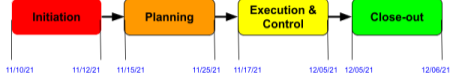 Initiation
Planning
Execution &
Control
Close-out
11/10/21
11/12/21
11/15/21
11/25/21
11/17/21
12/05/21
12/05/21
12/06/21